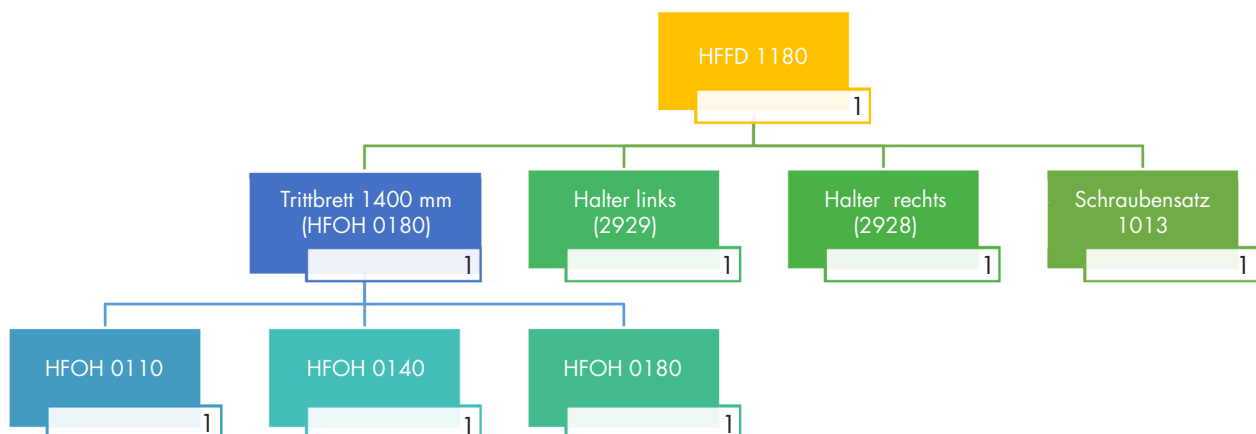 HFFD 1180
1
Trittbrett 1400 mm
(HFOH 0180)
1
Halter links
(2929)
1
Halter  rechts
(2928)
1
Schraubensatz
1013
1
HFOH 0110
1
HFOH 0140
1
HFOH 0180
1